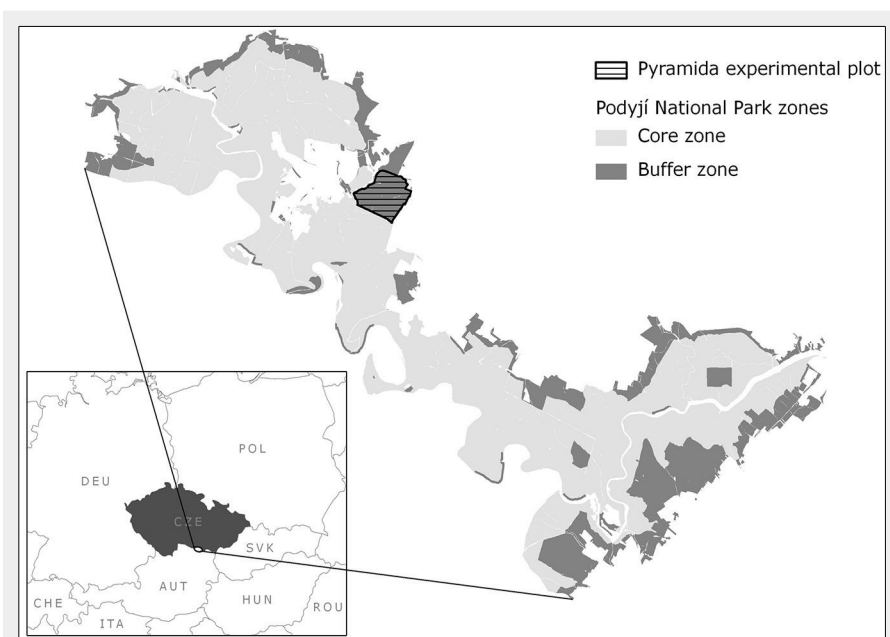 Pyramida experimental plot
Podyjí National Park zones
Core zone
Buffer zone
POL
DEU
CZE
SVK
AUT
HUN
CHE
ROU
ITA